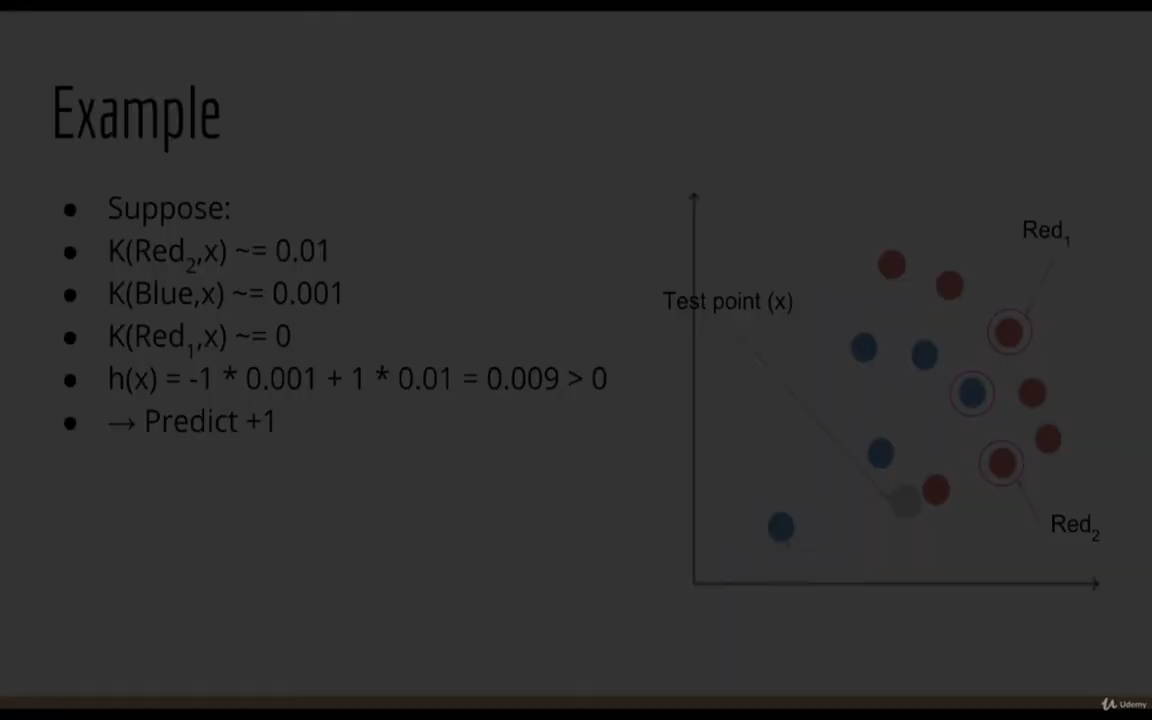 Example
● Suppose:
● K(Red₂,x) ~= 0.01
● K(Blue,x) ~= 0.001
● K(Red₁,x) ~= 0
● h(x) = -1 * 0.001 + 1 * 0.01 = 0.009 > 0
● → Predict +1
Red₁
Test point (x)
Red₂
Udemy